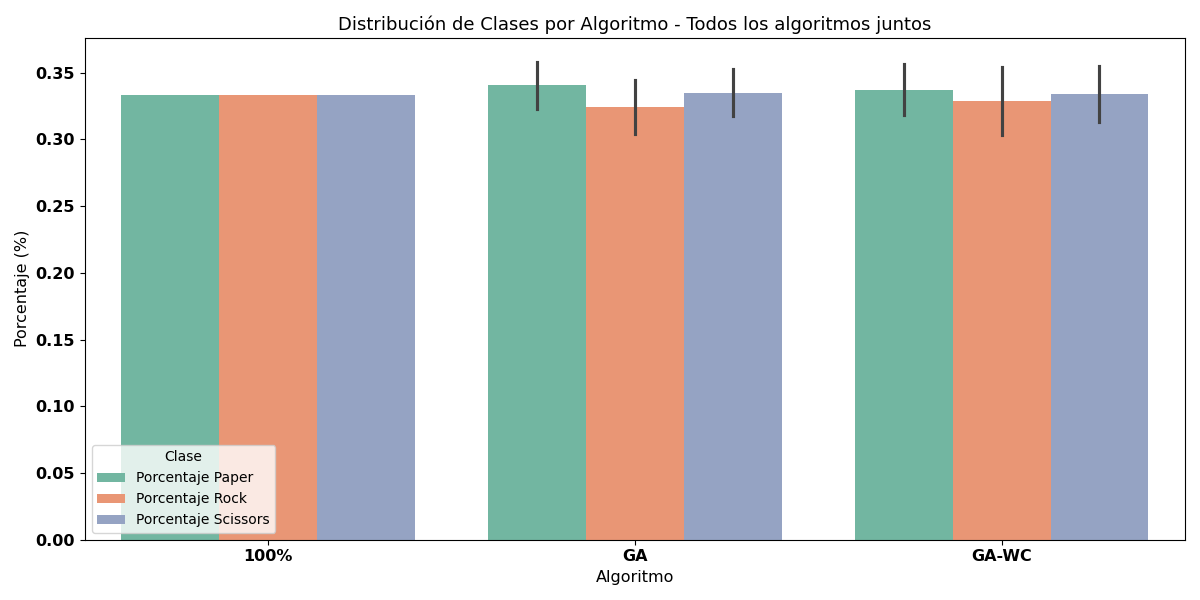 Distribución de Clases por Algoritmo - Todos los algoritmos juntos
Porcentaje (%)
0.35
0.30
0.25
0.20
0.15
0.10
0.05
0.00
Clase
Porcentaje Paper
Porcentaje Rock
Porcentaje Scissors
100%
GA
GA-WC
Algoritmo